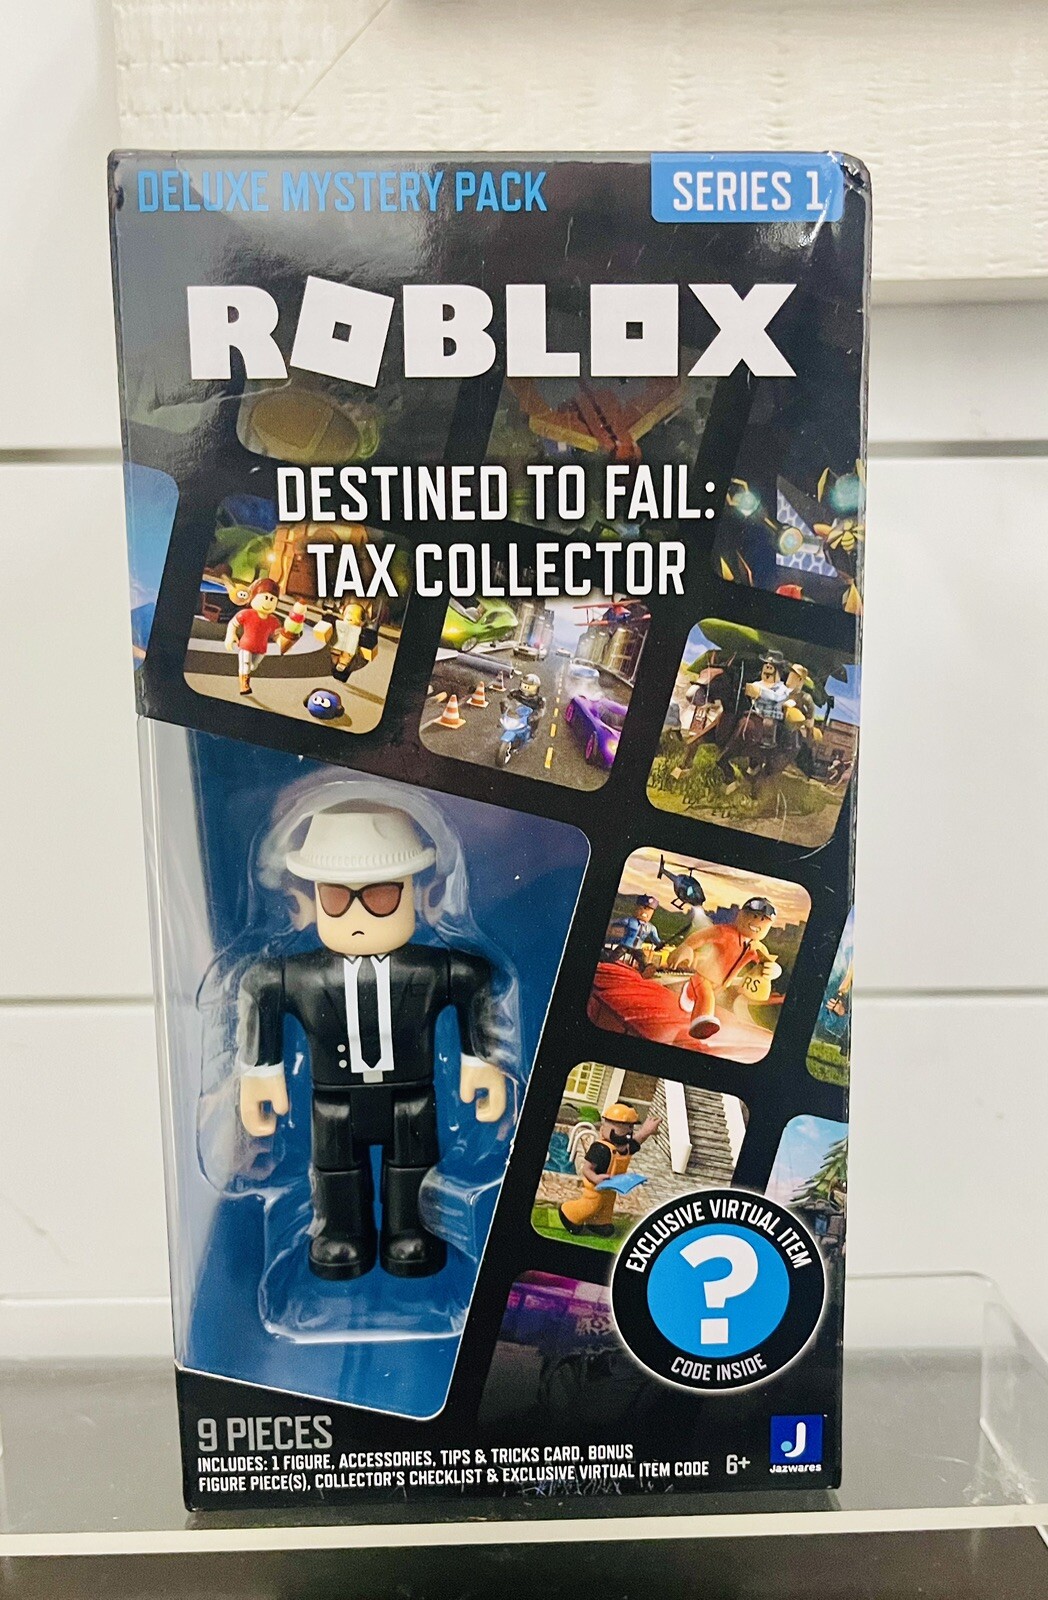 DELUXE MYSTERY PACK
SERIES 1
ROBLOX
DESTINED TO FAIL:
TAX COLLECTOR
RS
EXCLUSIVE VIRTUAL ITEM
?
CODE INSIDE
9 PIECES
INCLUDES: 1 FIGURE, ACCESSORIES, TIPS & TRICKS CARD, BONUS
FIGURE PIECE(S), COLLECTOR'S CHECKLIST & EXCLUSIVE VIRTUAL ITEM CODE
6+
J
Jazwares